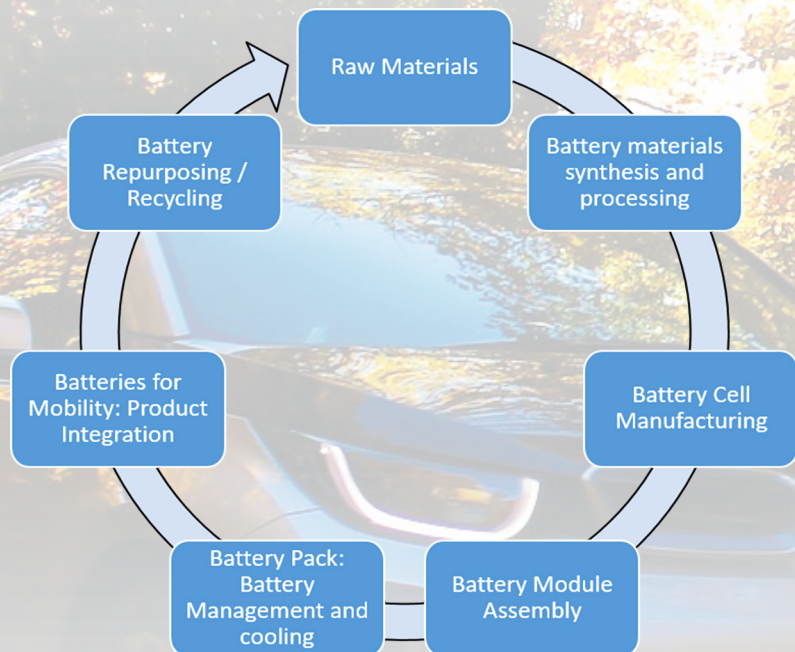 Raw Materials
Battery materials
synthesis and
processing
Battery Cell
Manufacturing
Battery Module
Assembly
Battery Pack:
Battery
Management and
cooling
Batteries for
Mobility: Product
Integration
Battery
Repurposing /
Recycling